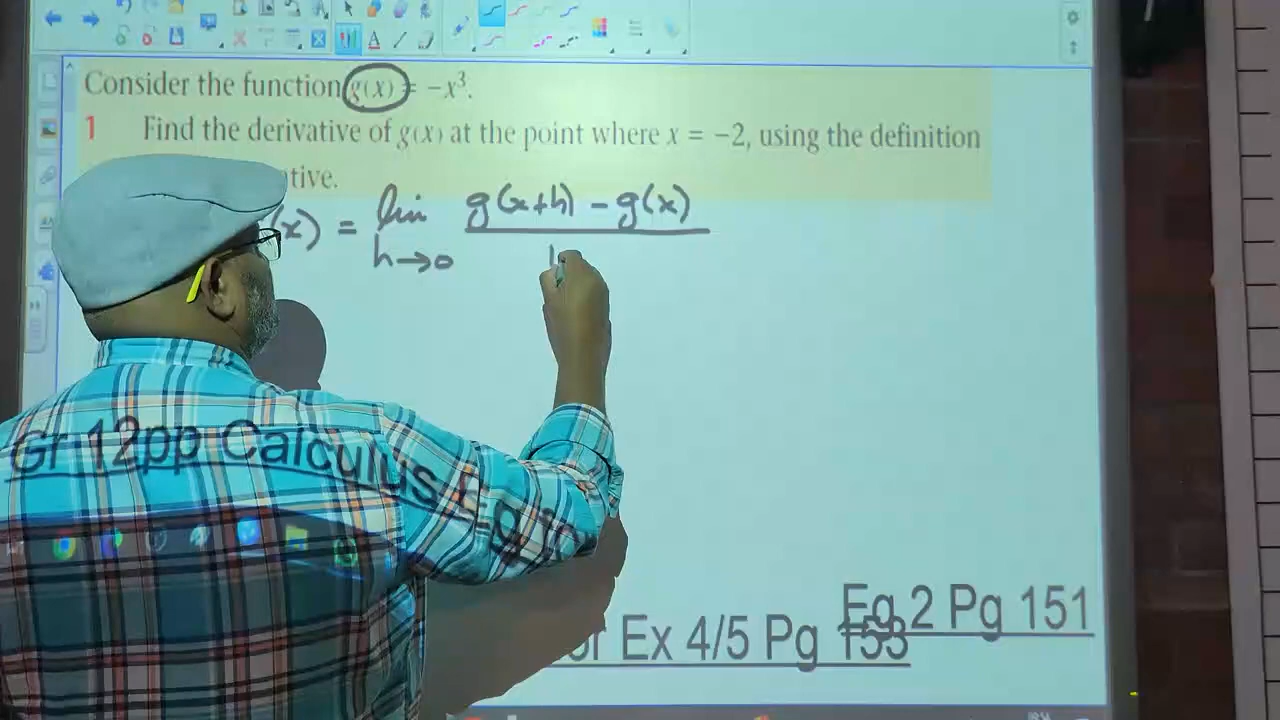 Consider the function g(x) = −x³.
1 Find the derivative of g(x) at the point where x = −2, using the definition
(x) = lim h→0 g(x+h) − g(x)
Gr 12pp Calculus
Eg 2 Pg 151
Ex 4/5 Pg 153